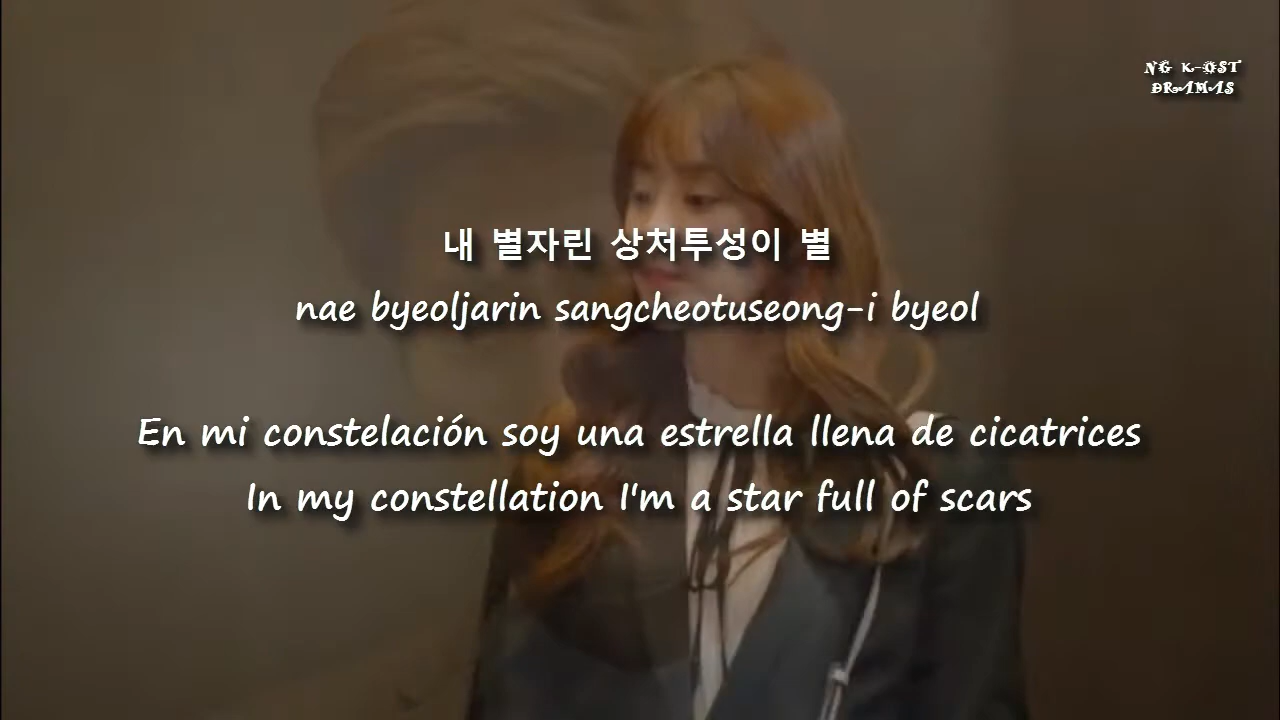 NG K-OST
DRAMAS
내 별자린 상처투성이 별
nae byeoljarin sangcheotuseong-i byeol
En mi constelación soy una estrella llena de cicatrices
In my constellation I'm a star full of scars